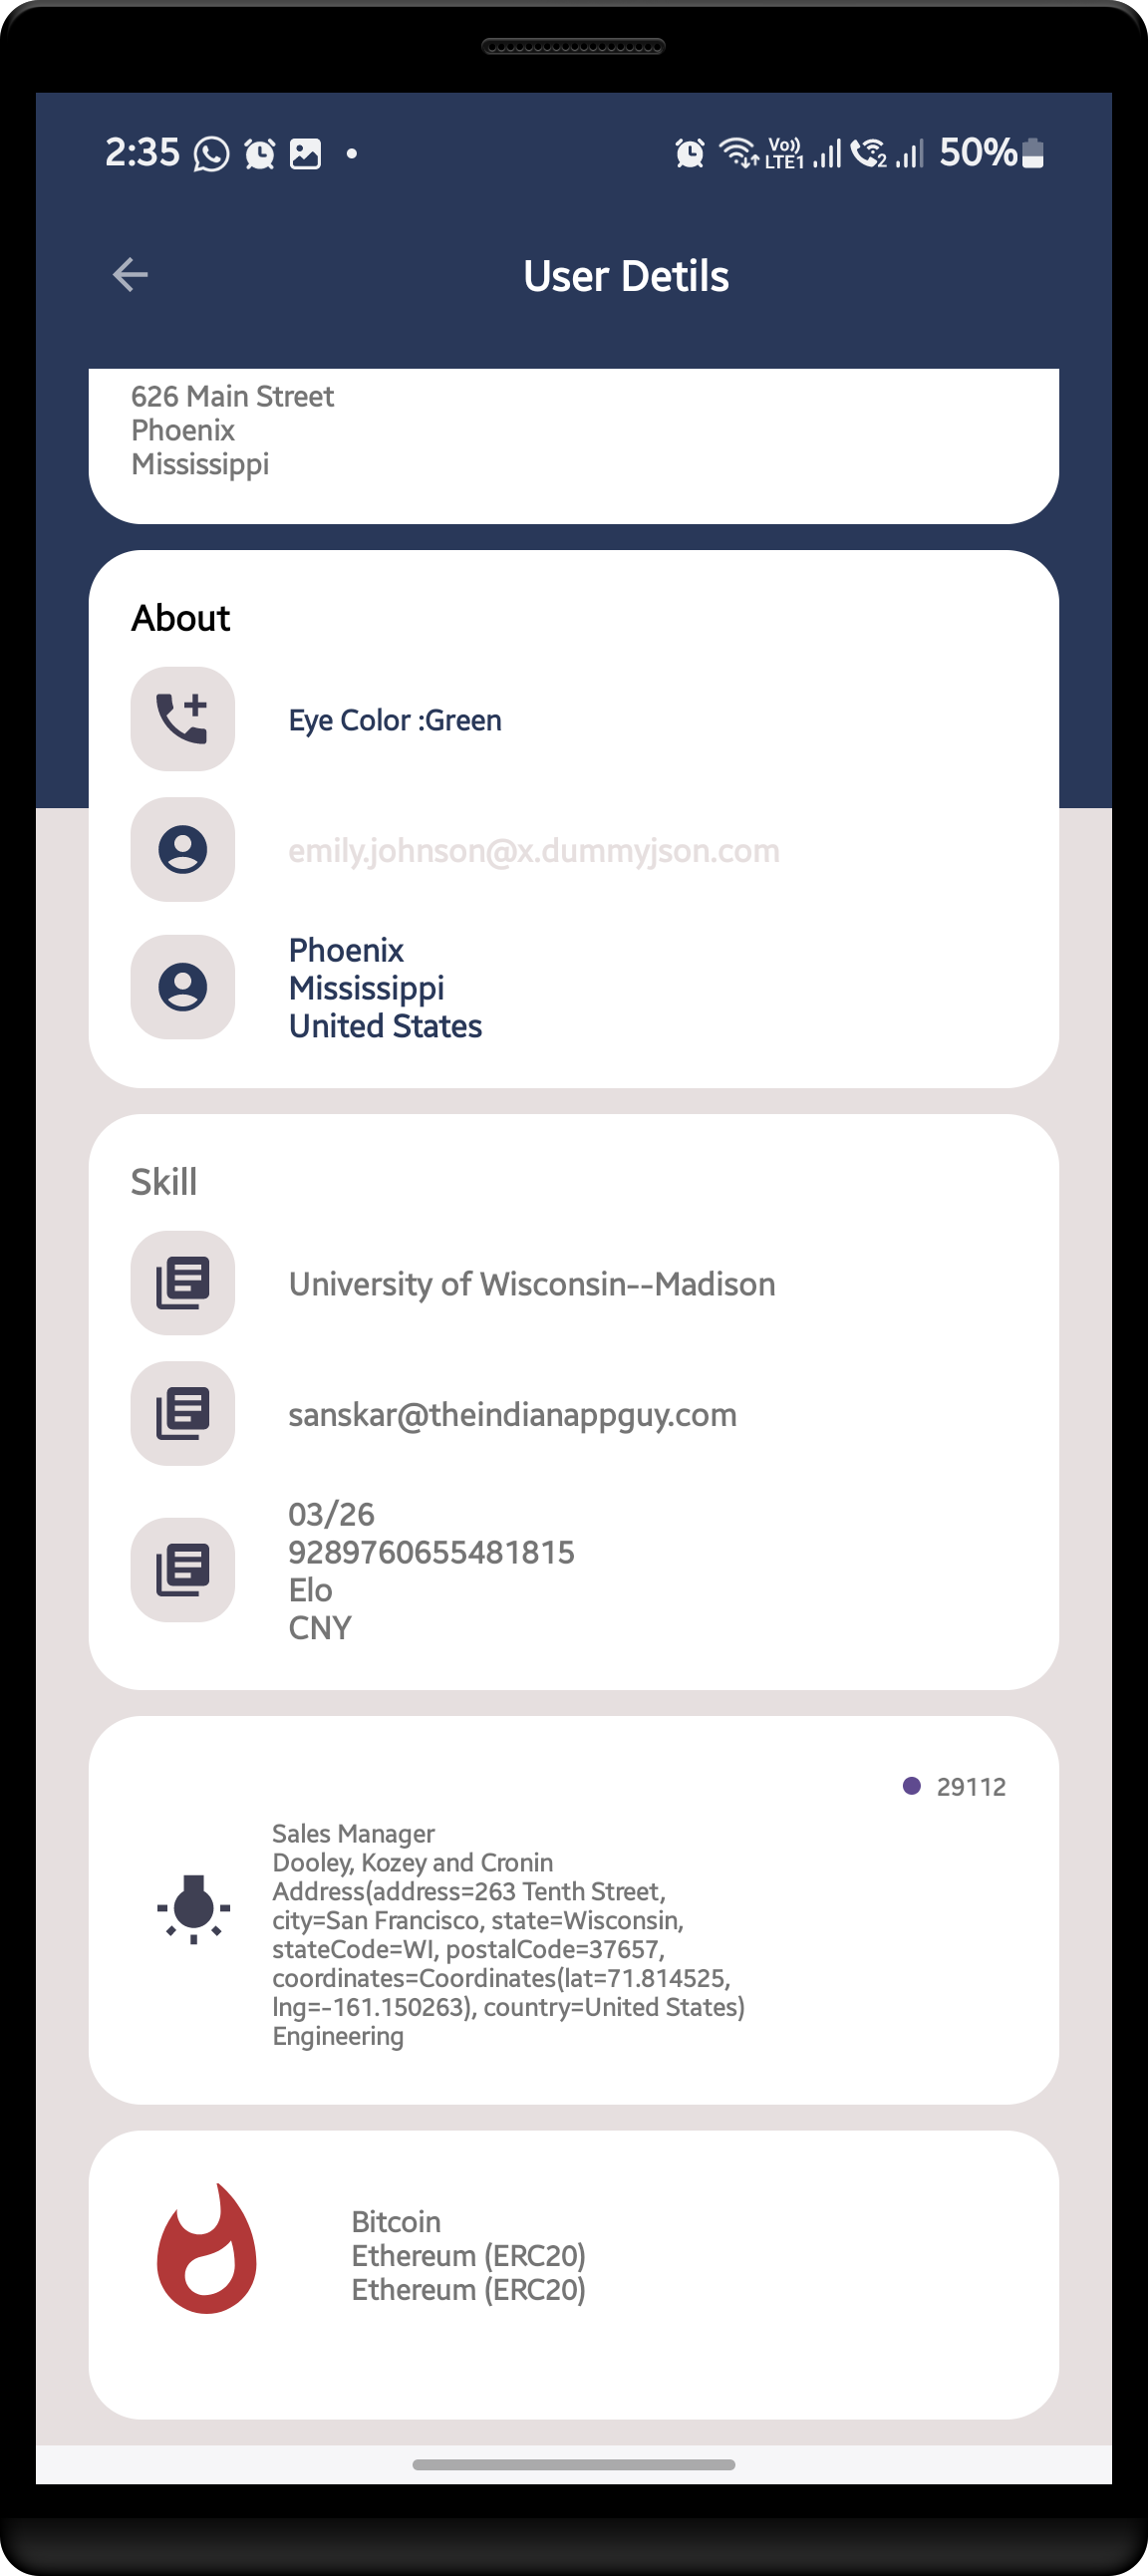 2:35 Vo)) LTE1 2 50%
User Detils
626 Main Street
Phoenix
Mississippi
About
Eye Color :Green
emily.johnson@x.dummyjson.com
Phoenix
Mississippi
United States
Skill
University of Wisconsin--Madison
sanskar@theindianappguy.com
03/26
9289760655481815
Elo
CNY
29112
Sales Manager
Dooley, Kozey and Cronin
Address(address=263 Tenth Street,
city=San Francisco, state=Wisconsin,
stateCode=WI, postalCode=37657,
coordinates=Coordinates(lat=71.814525,
lng=-161.150263), country=United States)
Engineering
Bitcoin
Ethereum (ERC20)
Ethereum (ERC20)